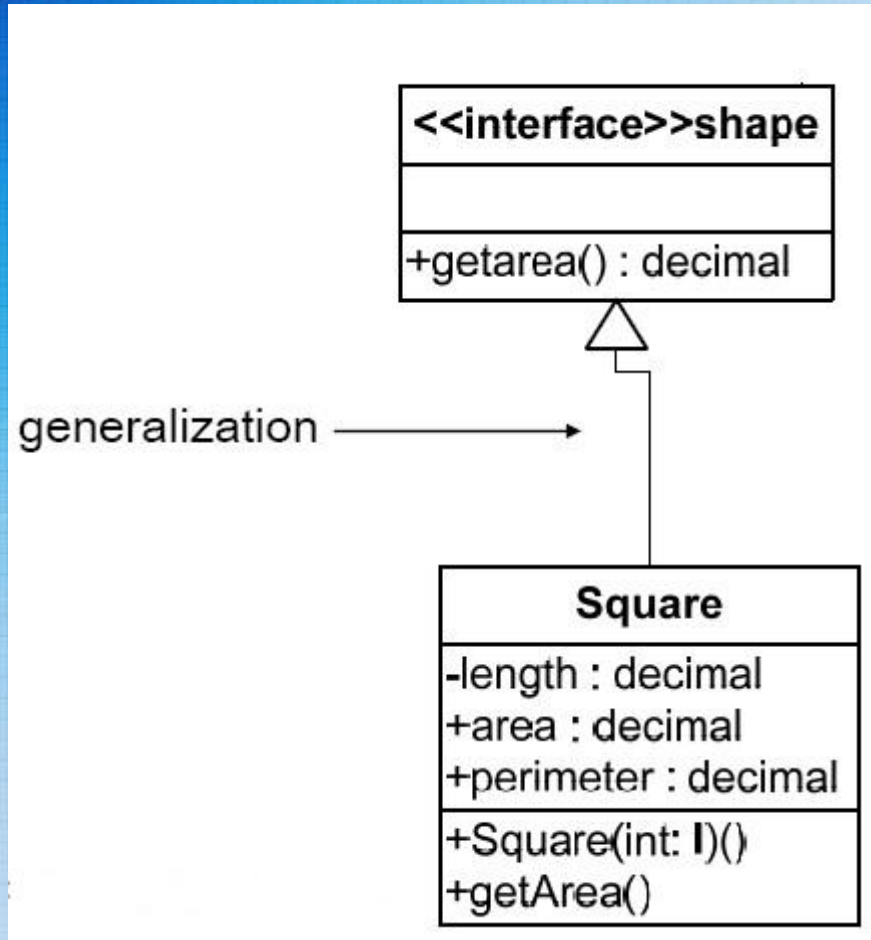 <<interface>>shape
+getarea() : decimal
generalization
Square
-length : decimal
+area : decimal
+perimeter : decimal
+Square(int: l)()
+getArea()